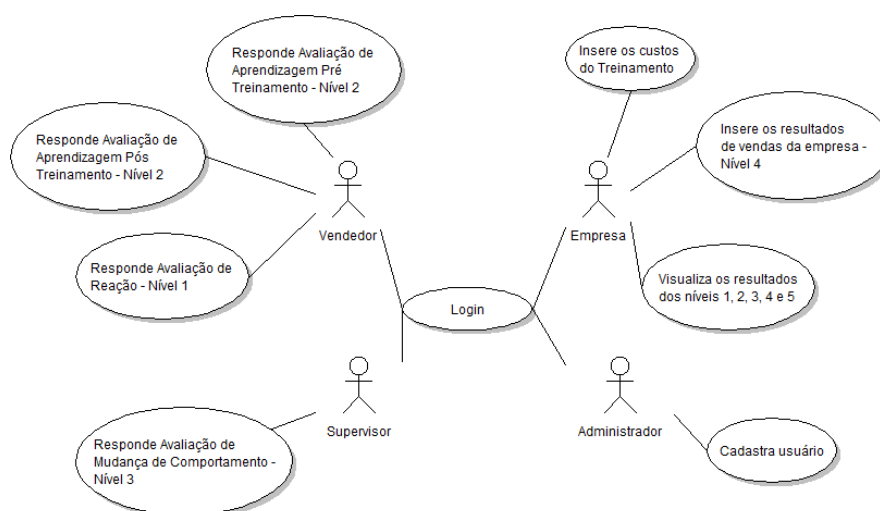 Responde Avaliação de
Aprendizagem Pré
Treinamento - Nível 2
Insere os custos
do Treinamento
Responde Avaliação de
Aprendizagem Pós
Treinamento - Nível 2
Insere os resultados
de vendas da empresa -
Nível 4
Vendedor
Empresa
Responde Avaliação de
Reação - Nível 1
Visualiza os resultados
dos níveis 1, 2, 3, 4 e 5
Login
Supervisor
Administrador
Responde Avaliação de
Mudança de Comportamento -
Nível 3
Cadastra usuário